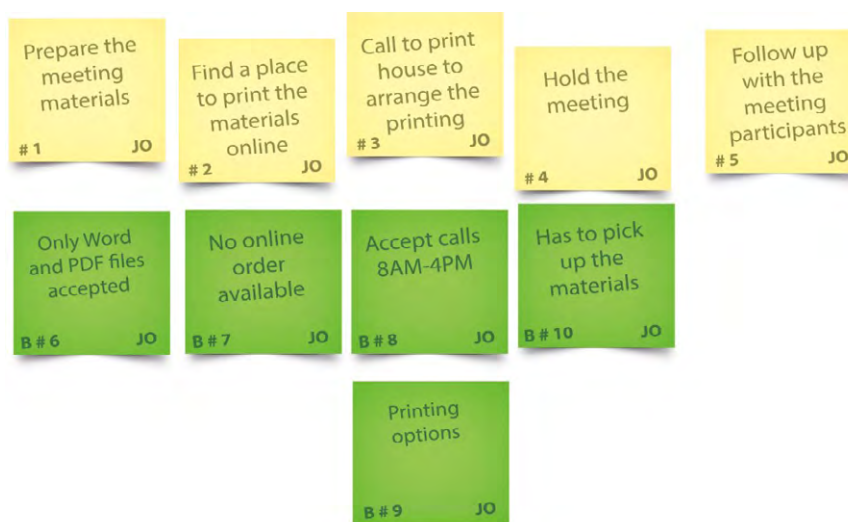 Prepare the
meeting
materials
# 1 JO
Find a place
to print the
materials
online
# 2 JO
Call to print
house to
arrange the
printing
# 3 JO
Hold the
meeting
# 4 JO
Follow up
with the
meeting
participants
# 5 JO
Only Word
and PDF files
accepted
B # 6 JO
No online
order
available
B # 7 JO
Accept calls
8AM-4PM
B # 8 JO
Has to pick
up the
materials
B # 10 JO
Printing
options
B # 9 JO